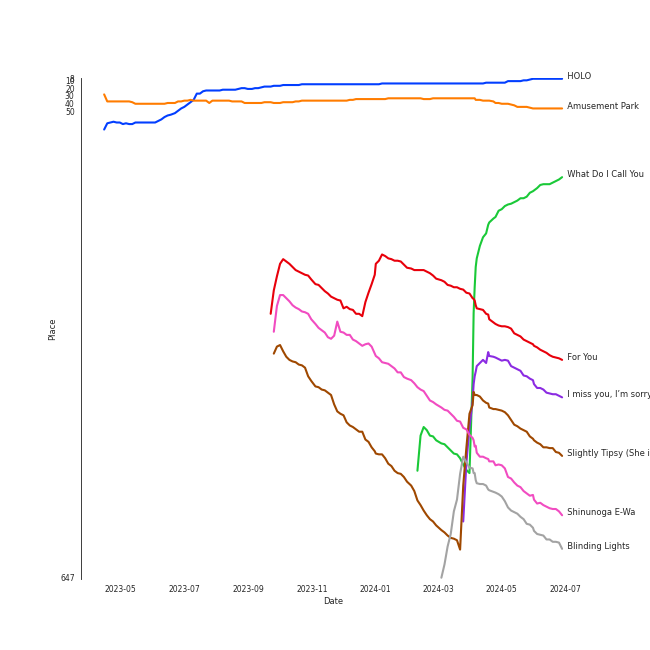 8
10
20
30
40
50
647
Place
HOLO
Amusement Park
What Do I Call You
For You
I miss you, I'm sorry
Slightly Tipsy (She i
Shinunoga E-Wa
Blinding Lights
2023-05
2023-07
2023-09
2023-11
2024-01
2024-03
2024-05
2024-07
Date